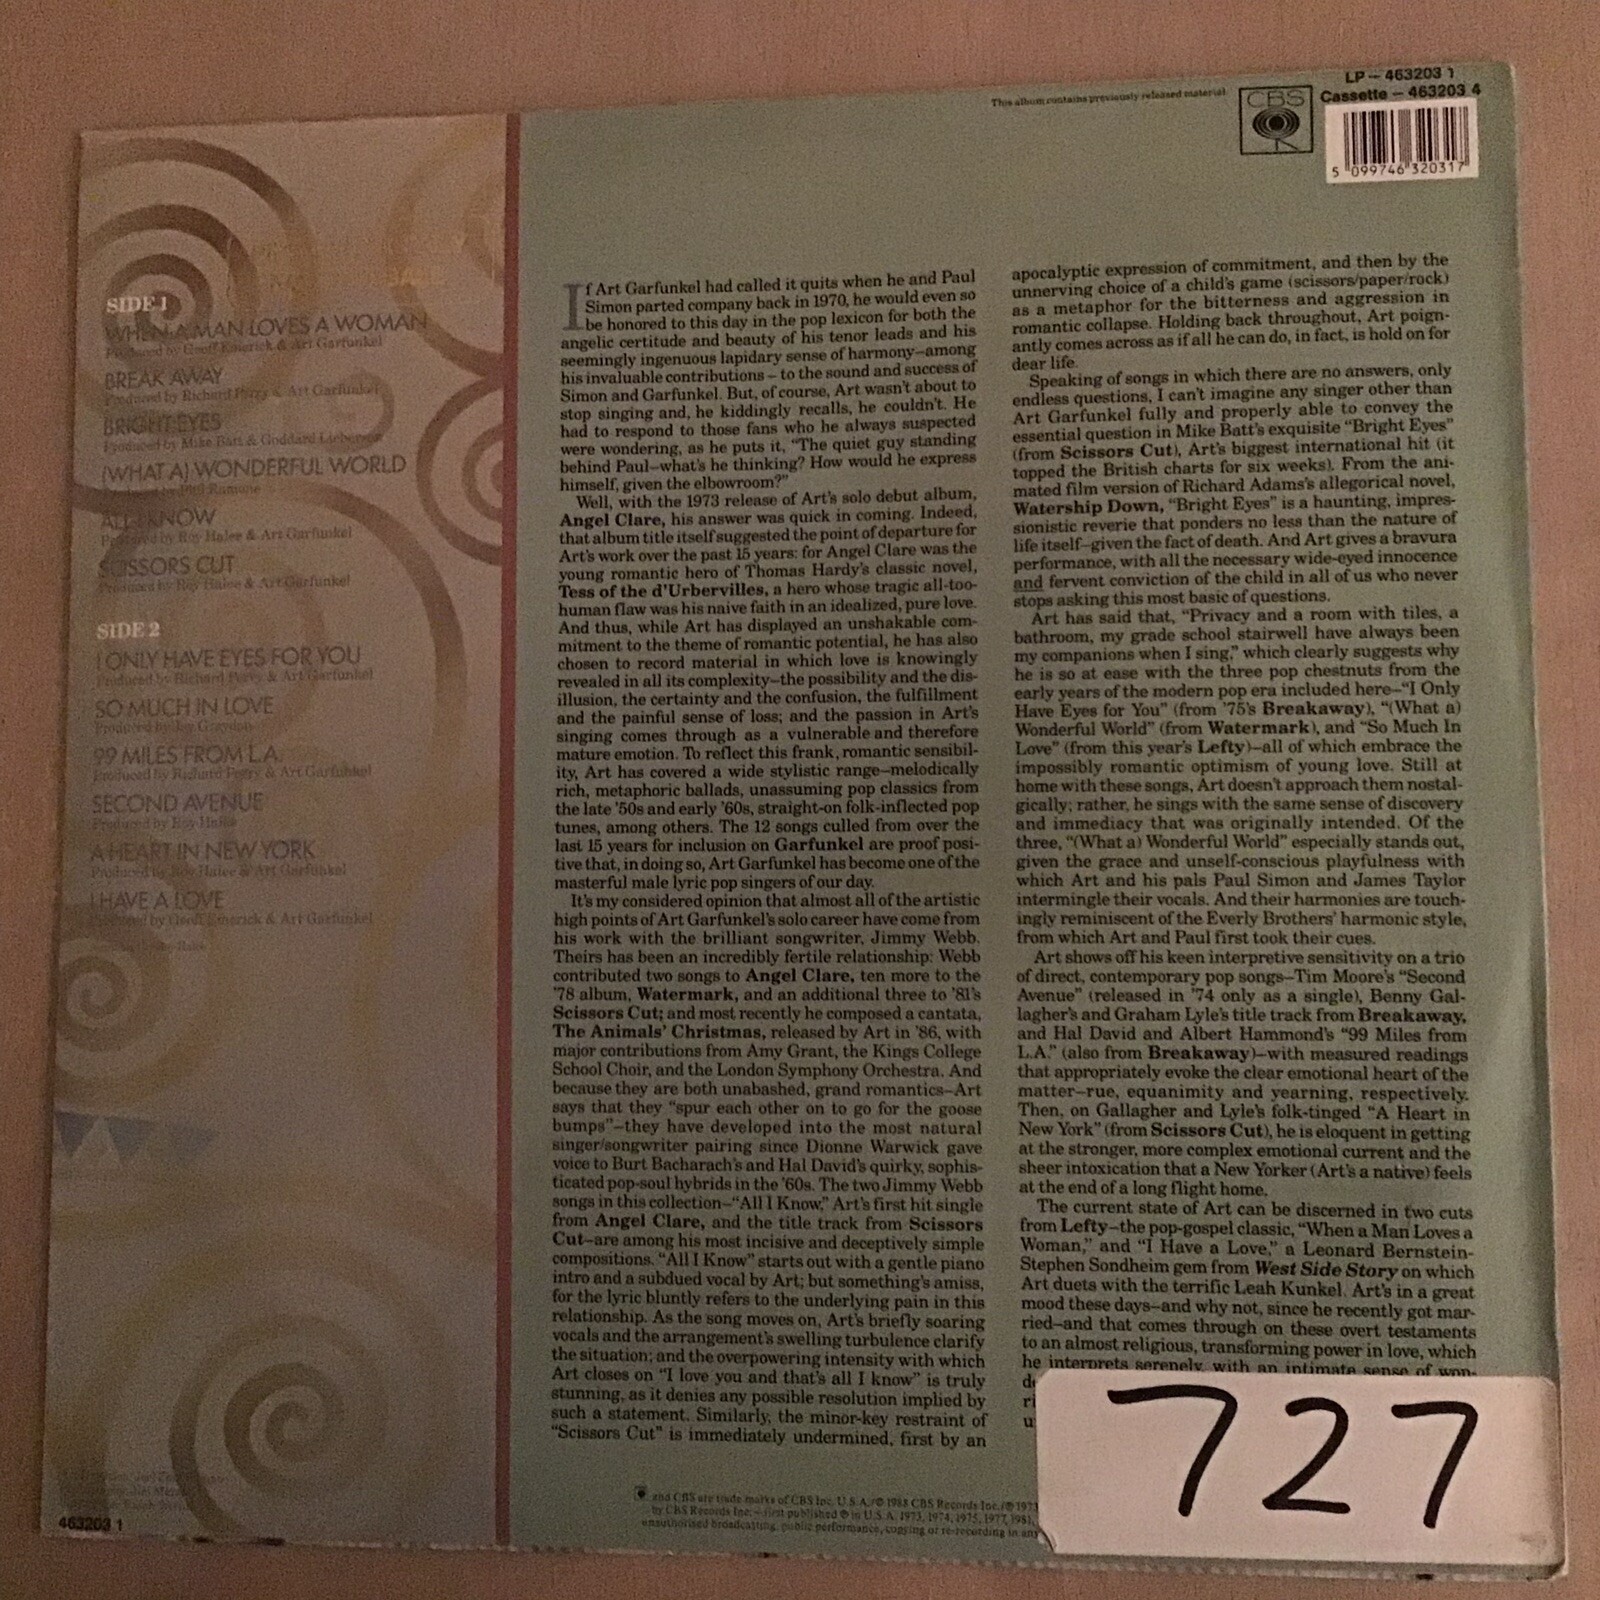 LP – 463203 1
Cassette – 463203 4
This album contains previously released material
CBS
5 099746 320317
SIDE 1
WHEN A MAN LOVES A WOMAN
Produced by Geoff Emerick & Art Garfunkel
BREAK AWAY
Produced by Richard Perry & Art Garfunkel
BRIGHT EYES
Produced by Mike Batt & Goddard Lieberson
(WHAT A) WONDERFUL WORLD
Produced by Phil Ramone
ALL I KNOW
Produced by Roy Halee & Art Garfunkel
SCISSORS CUT
Produced by Roy Halee & Art Garfunkel
SIDE 2
I ONLY HAVE EYES FOR YOU
Produced by Richard Perry & Art Garfunkel
SO MUCH IN LOVE
Produced by Jay Graydon
99 MILES FROM L.A.
Produced by Richard Perry & Art Garfunkel
SECOND AVENUE
Produced by Roy Halee
A HEART IN NEW YORK
Produced by Roy Halee & Art Garfunkel
I HAVE A LOVE
Produced by Geoff Emerick & Art Garfunkel
463203 1
If Art Garfunkel had called it quits when he and Paul
Simon parted company back in 1970, he would even so
be honored to this day in the pop lexicon for both the
angelic certitude and beauty of his tenor leads and his
seemingly ingenuous lapidary sense of harmony—among
his invaluable contributions – to the sound and success of
Simon and Garfunkel. But, of course, Art wasn't about to
stop singing and, he kiddingly recalls, he couldn't. He
had to respond to those fans who he always suspected
were wondering, as he puts it, "The quiet guy standing
behind Paul—what's he thinking? How would he express
himself, given the elbowroom?"
Well, with the 1973 release of Art's solo debut album,
Angel Clare, his answer was quick in coming. Indeed,
that album title itself suggested the point of departure for
Art's work over the past 15 years: for Angel Clare was the
young romantic hero of Thomas Hardy's classic novel,
Tess of the d'Urbervilles, a hero whose tragic all-too-
human flaw was his naive faith in an idealized, pure love.
And thus, while Art has displayed an unshakable com-
mitment to the theme of romantic potential, he has also
chosen to record material in which love is knowingly
revealed in all its complexity—the possibility and the dis-
illusion, the certainty and the confusion, the fulfillment
and the painful sense of loss; and the passion in Art's
singing comes through as a vulnerable and therefore
mature emotion. To reflect this frank, romantic sensibil-
ity, Art has covered a wide stylistic range—melodically
rich, metaphoric ballads, unassuming pop classics from
the late '50s and early '60s, straight-on folk-inflected pop
tunes, among others. The 12 songs culled from over the
last 15 years for inclusion on Garfunkel are proof posi-
tive that, in doing so, Art Garfunkel has become one of the
masterful male lyric pop singers of our day.
It's my considered opinion that almost all of the artistic
high points of Art Garfunkel's solo career have come from
his work with the brilliant songwriter, Jimmy Webb.
Theirs has been an incredibly fertile relationship: Webb
contributed two songs to Angel Clare, ten more to the
'78 album, Watermark, and an additional three to '81's
Scissors Cut; and most recently he composed a cantata,
The Animals' Christmas, released by Art in '86, with
major contributions from Amy Grant, the Kings College
School Choir, and the London Symphony Orchestra. And
because they are both unabashed, grand romantics—Art
says that they "spur each other on to go for the goose
bumps"—they have developed into the most natural
singer/songwriter pairing since Dionne Warwick gave
voice to Burt Bacharach's and Hal David's quirky, sophis-
ticated pop-soul hybrids in the '60s. The two Jimmy Webb
songs in this collection—"All I Know," Art's first hit single
from Angel Clare, and the title track from Scissors
Cut—are among his most incisive and deceptively simple
compositions. "All I Know" starts out with a gentle piano
intro and a subdued vocal by Art; but something's amiss,
for the lyric bluntly refers to the underlying pain in this
relationship. As the song moves on, Art's briefly soaring
vocals and the arrangement's swelling turbulence clarify
the situation; and the overpowering intensity with which
Art closes on "I love you and that's all I know" is truly
stunning, as it denies any possible resolution implied by
such a statement. Similarly, the minor-key restraint of
"Scissors Cut" is immediately undermined, first by an
apocalyptic expression of commitment, and then by the
unnerving choice of a child's game (scissors/paper/rock)
as a metaphor for the bitterness and aggression in
romantic collapse. Holding back throughout, Art poign-
antly comes across as if all he can do, in fact, is hold on for
dear life.
Speaking of songs in which there are no answers, only
endless questions, I can't imagine any singer other than
Art Garfunkel fully and properly able to convey the
essential question in Mike Batt's exquisite "Bright Eyes"
(from Scissors Cut), Art's biggest international hit (it
topped the British charts for six weeks). From the ani-
mated film version of Richard Adams's allegorical novel,
Watership Down, "Bright Eyes" is a haunting, impres-
sionistic reverie that ponders no less than the nature of
life itself—given the fact of death. And Art gives a bravura
performance, with all the necessary wide-eyed innocence
and fervent conviction of the child in all of us who never
stops asking this most basic of questions.
Art has said that, "Privacy and a room with tiles, a
bathroom, my grade school stairwell have always been
my companions when I sing," which clearly suggests why
he is so at ease with the three pop chestnuts from the
early years of the modern pop era included here—"I Only
Have Eyes for You" (from '75's Breakaway), "(What a)
Wonderful World" (from Watermark), and "So Much In
Love" (from this year's Lefty)—all of which embrace the
impossibly romantic optimism of young love. Still at
home with these songs, Art doesn't approach them nostal-
gically; rather, he sings with the same sense of discovery
and immediacy that was originally intended. Of the
three, "(What a) Wonderful World" especially stands out,
given the grace and unself-conscious playfulness with
which Art and his pals Paul Simon and James Taylor
intermingle their vocals. And their harmonies are touch-
ingly reminiscent of the Everly Brothers' harmonic style,
from which Art and Paul first took their cues.
Art shows off his keen interpretive sensitivity on a trio
of direct, contemporary pop songs—Tim Moore's "Second
Avenue" (released in '74 only as a single), Benny Gal-
lagher's and Graham Lyle's title track from Breakaway,
and Hal David and Albert Hammond's "99 Miles from
L.A." (also from Breakaway)—with measured readings
that appropriately evoke the clear emotional heart of the
matter—rue, equanimity and yearning, respectively.
Then, on Gallagher and Lyle's folk-tinged "A Heart in
New York" (from Scissors Cut), he is eloquent in getting
at the stronger, more complex emotional current and the
sheer intoxication that a New Yorker (Art's a native) feels
at the end of a long flight home.
The current state of Art can be discerned in two cuts
from Lefty—the pop-gospel classic, "When a Man Loves a
Woman," and "I Have a Love," a Leonard Bernstein-
Stephen Sondheim gem from West Side Story on which
Art duets with the terrific Leah Kunkel. Art's in a great
mood these days—and why not, since he recently got mar-
ried—and that comes through on these overt testaments
to an almost religious, transforming power in love, which
he interprets serenely, with an intimate sense of won-
727
and CBS are trade marks of CBS Inc. U.S.A./© 1988 CBS Records Inc./℗ 1973
by CBS Records Inc.—first published ℗ in U.S.A. 1973, 1974, 1975, 1977, 1981,
unauthorised broadcasting, public performance, copying or re-recording in any